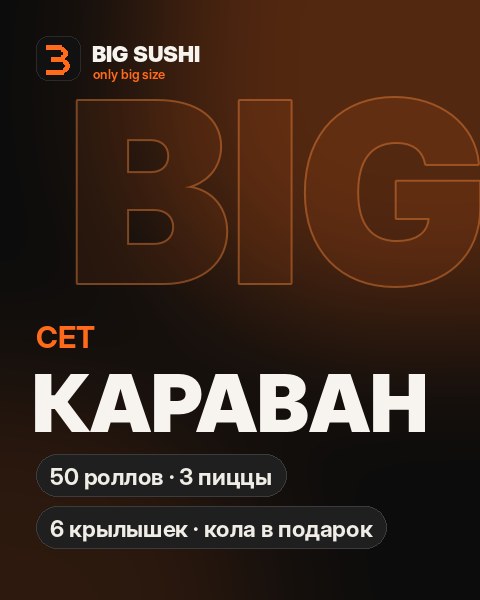 BIG SUSHI
only big size
BIG
СЕТ
КАРАВАН
50 роллов · 3 пиццы
6 крылышек · кола в подарок